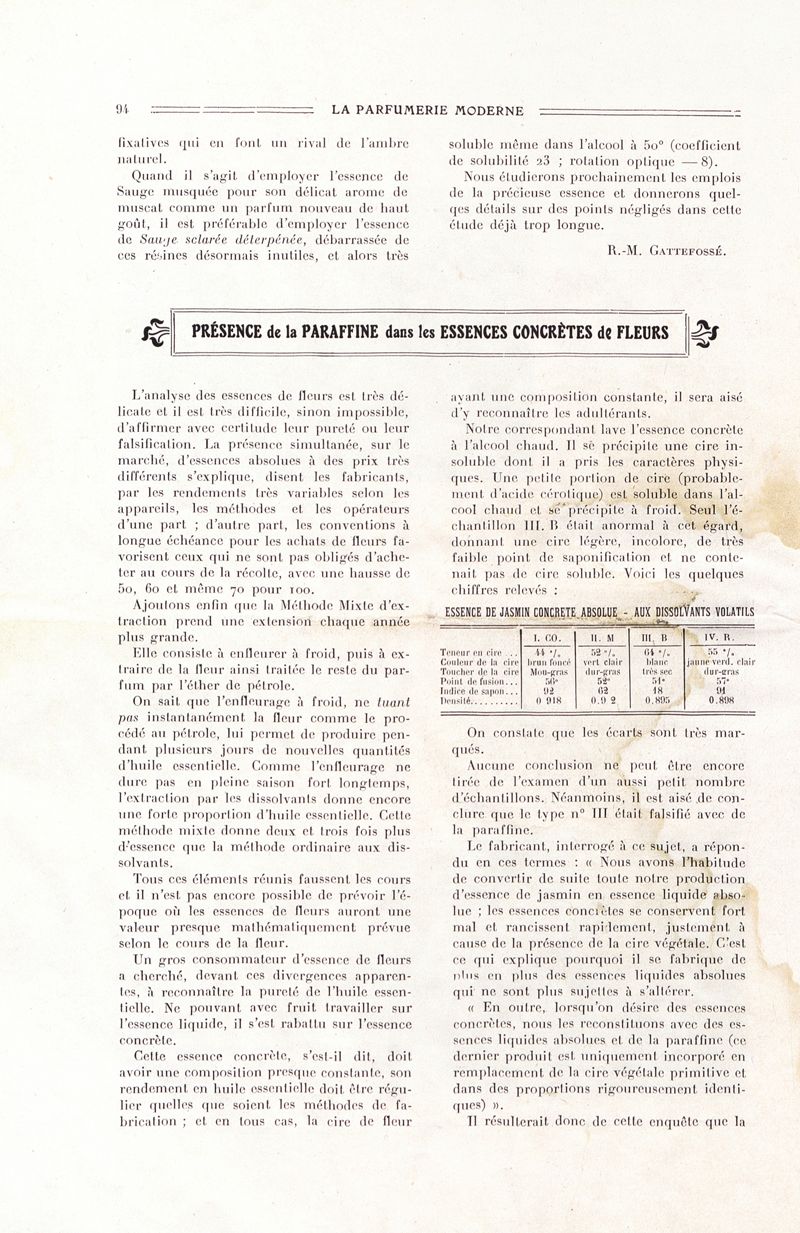 94 LA PARFUMERIE MODERNE
fixatives qui en font un rival de l'ambre
naturel.
Quand il s'agit d'employer l'essence de
Sauge musquée pour son délicat arome de
muscat comme un parfum nouveau de haut
goût, il est préférable d'employer l'essence
de Sauge sclarée déterpénée, débarrassée de
ces résines désormais inutiles, et alors très
soluble même dans l'alcool à 50° (coefficient
de solubilité 23 ; rotation optique — 8).
Nous étudierons prochainement les emplois
de la précieuse essence et donnerons quel-
qes détails sur des points négligés dans cette
étude déjà trop longue.
R.-M. GATTEFOSSÉ.
PRÉSENCE de la PARAFFINE dans les ESSENCES CONCRÈTES de FLEURS
L'analyse des essences de fleurs est très dé-
licate et il est très difficile, sinon impossible,
d'affirmer avec certitude leur pureté ou leur
falsification. La présence simultanée, sur le
marché, d'essences absolues à des prix très
différents s'explique, disent les fabricants,
par les rendements très variables selon les
appareils, les méthodes et les opérateurs
d'une part ; d'autre part, les conventions à
longue échéance pour les achats de fleurs fa-
vorisent ceux qui ne sont pas obligés d'ache-
ter au cours de la récolte, avec une hausse de
50, 60 et même 70 pour 100.
Ajoutons enfin que la Méthode Mixte d'ex-
traction prend une extension chaque année
plus grande.
Elle consiste à enfleurer à froid, puis à ex-
traire de la fleur ainsi traitée le reste du par-
fum par l'éther de pétrole.
On sait que l'enfleurage à froid, ne tuant
pas instantanément la fleur comme le pro-
cédé au pétrole, lui permet de produire pen-
dant plusieurs jours de nouvelles quantités
d'huile essentielle. Comme l'enfleurage ne
dure pas en pleine saison fort longtemps,
l'extraction par les dissolvants donne encore
une forte proportion d'huile essentielle. Cette
méthode mixte donne deux et trois fois plus
d'essence que la méthode ordinaire aux dis-
solvants.
Tous ces éléments réunis faussent les cours
et il n'est pas encore possible de prévoir l'é-
poque où les essences de fleurs auront une
valeur presque mathématiquement prévue
selon le cours de la fleur.
Un gros consommateur d'essence de fleurs
a cherché, devant ces divergences apparen-
tes, à reconnaître la pureté de l'huile essen-
tielle. Ne pouvant avec fruit travailler sur
l'essence liquide, il s'est rabattu sur l'essence
concrète.
Cette essence concrète, s'est-il dit, doit
avoir une composition presque constante, son
rendement en huile essentielle doit être régu-
lier quelles que soient les méthodes de fa-
brication ; et en tous cas, la cire de fleur
ayant une composition constante, il sera aisé
d'y reconnaître les adultérants.
Notre correspondant lave l'essence concrète
à l'alcool chaud. Il se précipite une cire in-
soluble dont il a pris les caractères physi-
ques. Une petite portion de cire (probable-
ment d'acide cérotique) est soluble dans l'al-
cool chaud et se précipite à froid. Seul l'é-
chantillon III. B était anormal à cet égard,
donnant une cire légère, incolore, de très
faible point de saponification et ne conte-
nait pas de cire soluble. Voici les quelques
chiffres relevés :
ESSENCE DE JASMIN CONCRETE ABSOLUE - AUX DISSOLVANTS VOLATILS
I. CO. II. M III. B IV. R.
Teneur en cire ... 44 °/. 52 °/. 64 °/. 55 °/.
Couleur de la cire brun foncé vert clair blanc jaune verd. clair
Toucher de la cire Mou-gras dur-gras très sec dur-gras
Point de fusion... 56° 52° 51° 57°
Indice de sapon... 92 62 18 91
Densité.......... 0 918 0.9 2 0.895 0.898
On constate que les écarts sont très mar-
qués.
Aucune conclusion ne peut être encore
tirée de l'examen d'un aussi petit nombre
d'échantillons. Néanmoins, il est aisé de con-
clure que le type n° III était falsifié avec de
la paraffine.
Le fabricant, interrogé à ce sujet, a répon-
du en ces termes : « Nous avons l'habitude
de convertir de suite toute notre production
d'essence de jasmin en essence liquide abso-
lue ; les essences concrètes se conservent fort
mal et rancissent rapidement, justement à
cause de la présence de la cire végétale. C'est
ce qui explique pourquoi il se fabrique de
plus en plus des essences liquides absolues
qui ne sont plus sujettes à s'altérer.
« En outre, lorsqu'on désire des essences
concrètes, nous les reconstituons avec des es-
sences liquides absolues et de la paraffine (ce
dernier produit est uniquement incorporé en
remplacement de la cire végétale primitive et
dans des proportions rigoureusement identi-
ques) ».
Il résulterait donc de cette enquête que la